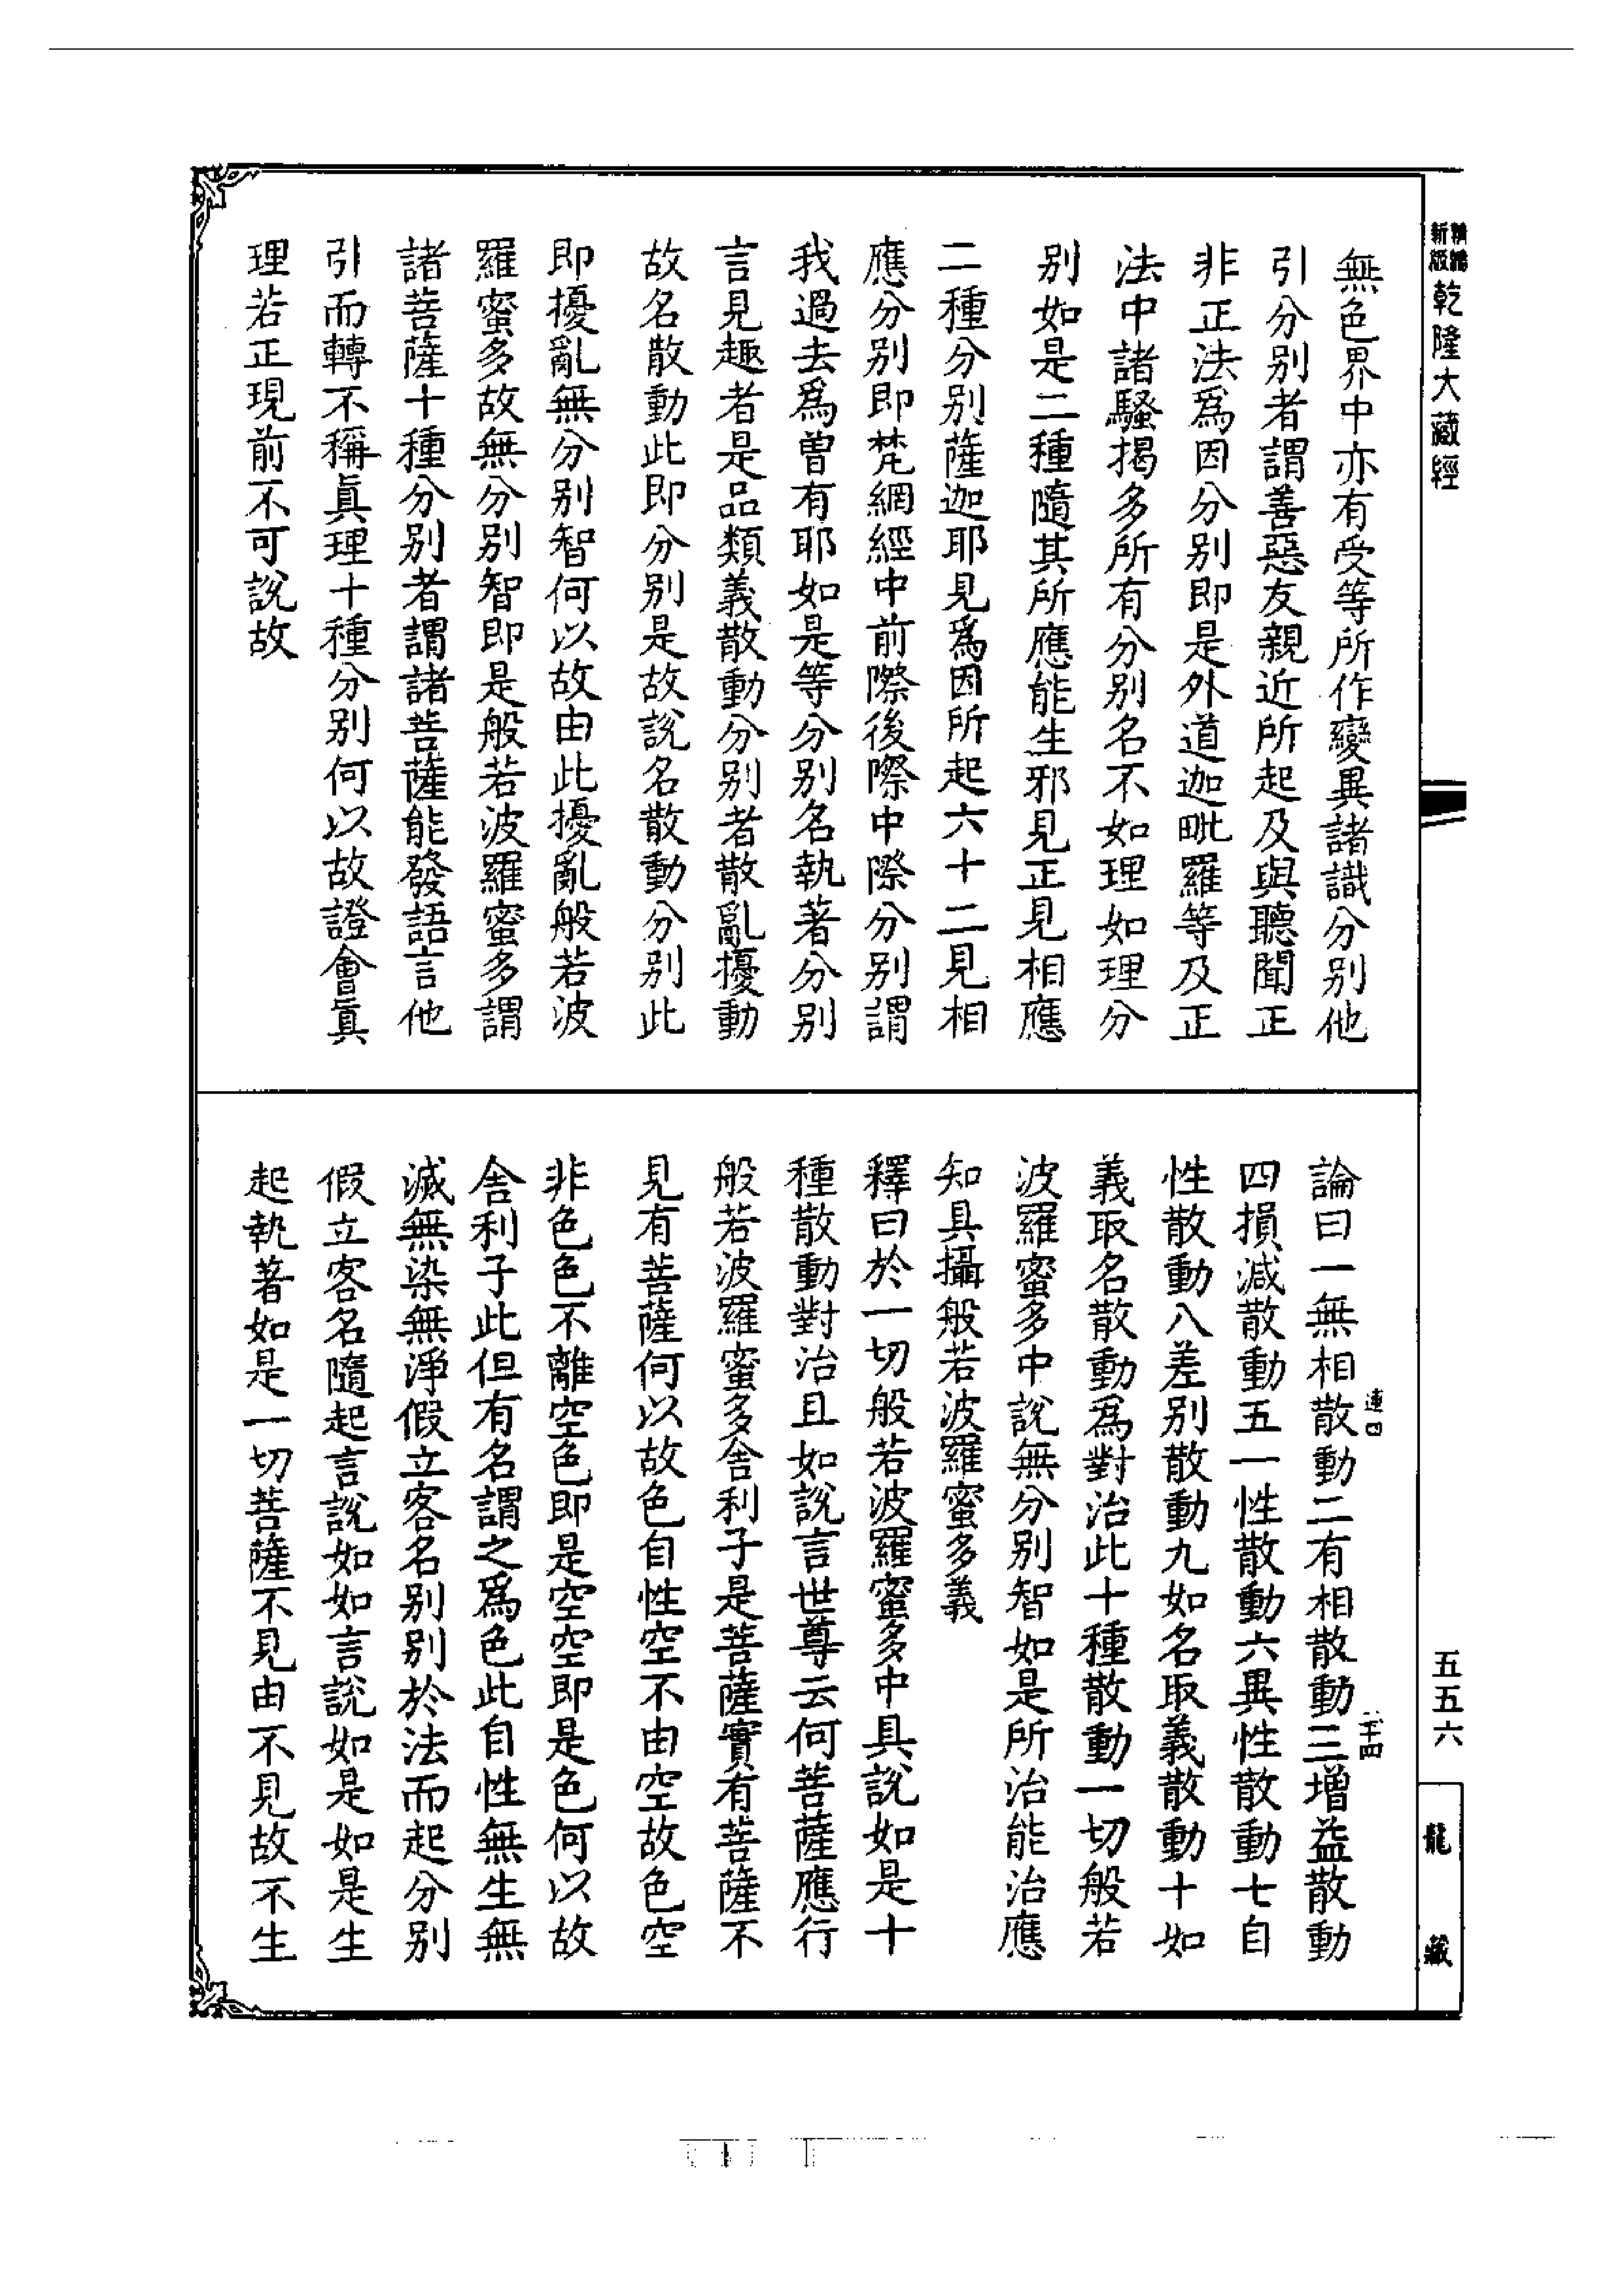 新編縮級乾隆大藏經
無色界中亦有受等所作變異諸識分別他
引分別者謂善惡友親近所起及與聽聞正
非正法爲因分別即是外道迦毗羅等及正
法中諸騷揭多所有分別名不如理如理分
別如是二種隨其所應能生邪見正見相應
二種分別薩迦耶見爲因所起六十二見相
應分別即梵網經中前際後際中際分別謂
我過去爲曾有耶如是等分別名執著分別
言見趣者是品類義散動分別者散亂擾動
故名散動此即分別是故說名散動分別此
即擾亂無分別智何以故由此擾亂般若波
羅蜜多故無分別智即是般若波羅蜜多謂
諸菩薩十種分別者謂諸菩薩能發語言他
引而轉不稱眞理十種分別何以故證會眞
理若正現前不可說故
論曰一無相散動二有相散動三增益散動
四損減散動五一性散動六異性散動七自
性散動八差別散動九如名取義散動十如
義取名散動爲對治此十種散動一切般若
波羅蜜多中說無分別智如是所治能治應
知具攝般若波羅蜜多義
釋曰於一切般若波羅蜜多中具說如是十
種散動對治且如說言世尊云何菩薩應行
般若波羅蜜多舍利子是菩薩實有菩薩不
見有菩薩何以故色自性空不由空故色空
非色色不離空色即是空空即是色何以故
舍利子此但有名謂之爲色此自性無生無
滅無染無淨假立客名別別於法而起分別
假立客名隨起言說如如言說如是如是生
起執著如是一切菩薩不見由不見故不生
連四
五五六
龍藏